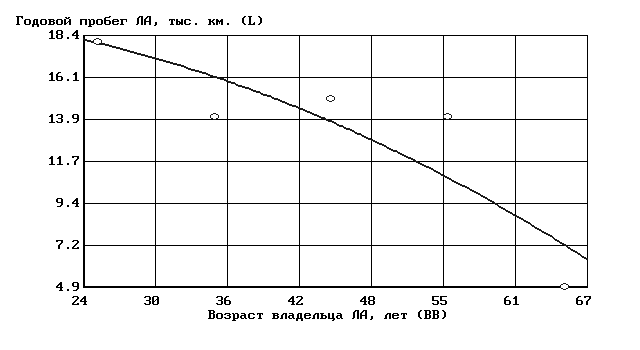 Годовой пробег ЛА, тыс. км. (L)
18.4
16.1
13.9
11.7
9.4
7.2
4.9
24 30 36 42 48 55 61 67
Возраст владельца ЛА, лет (ВВ)